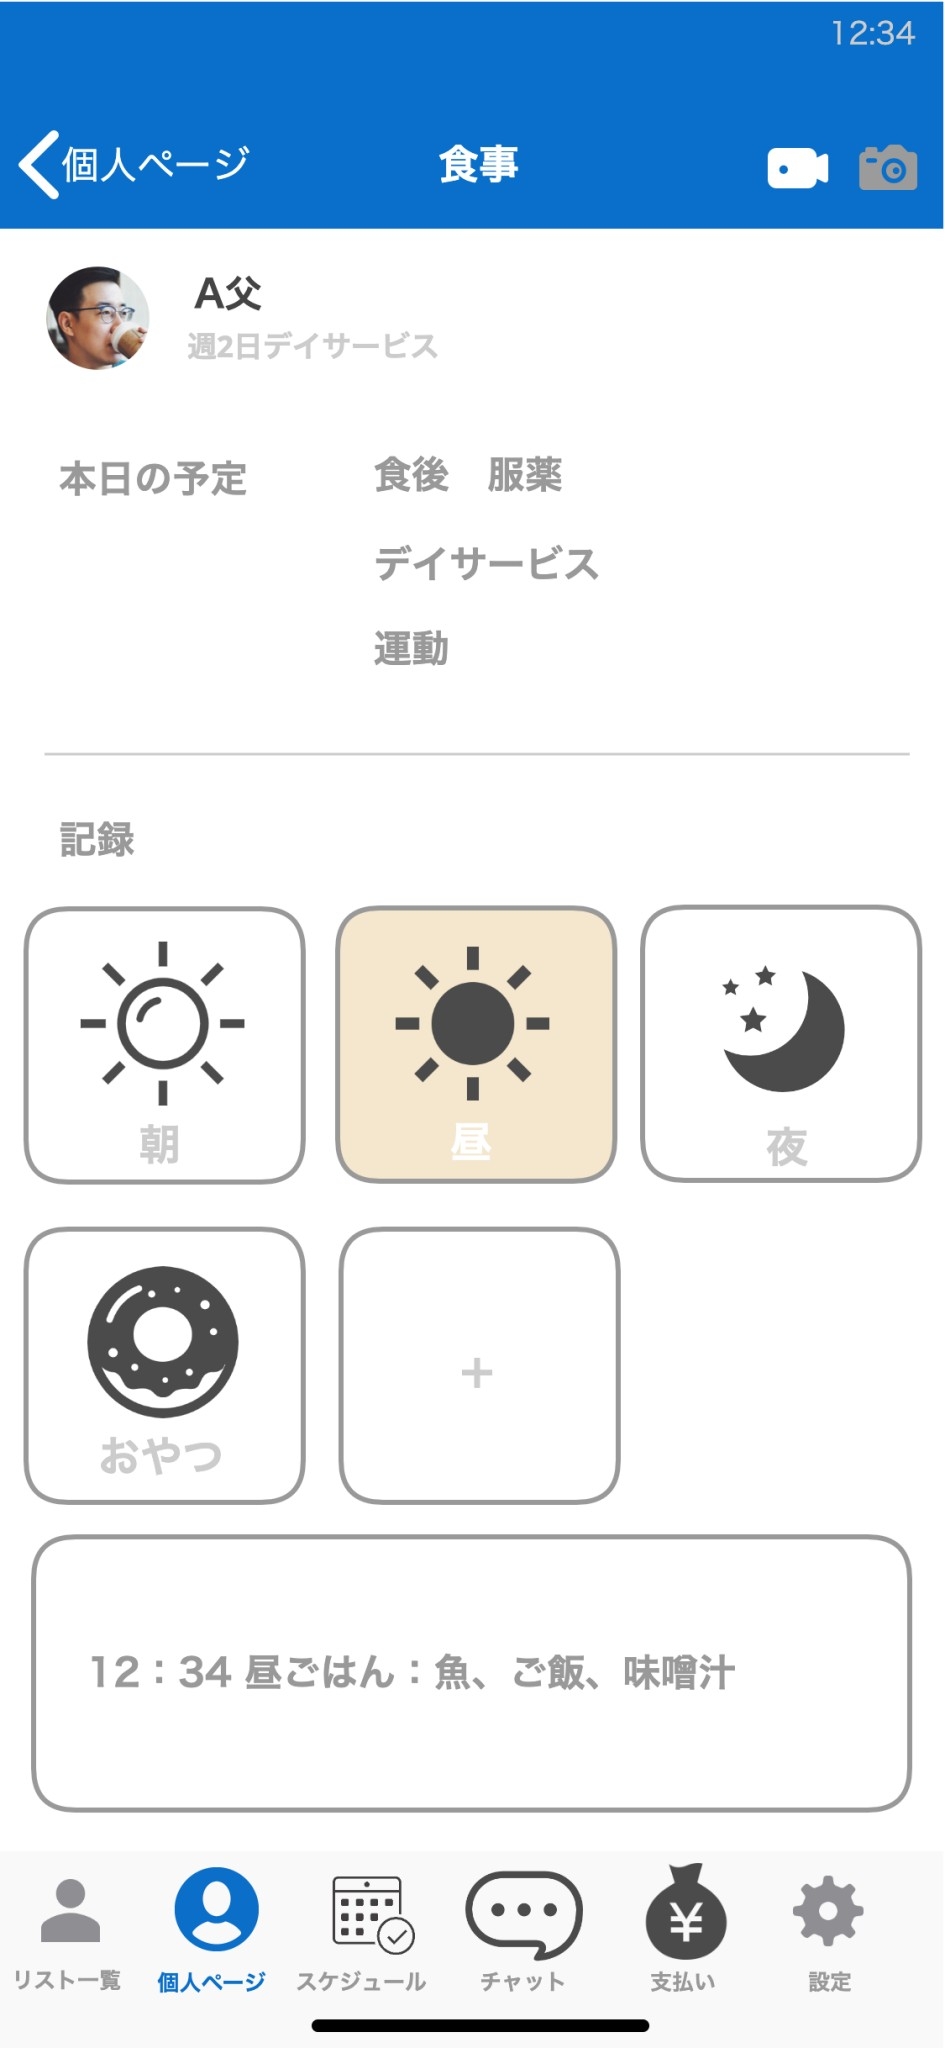 12:34
個人ページ
食事
A父
週2日デイサービス
本日の予定
食後　服薬
デイサービス
運動
記録
朝
昼
夜
おやつ
+
12：34 昼ごはん：魚、ご飯、味噌汁
¥
リスト一覧
個人ページ
スケジュール
チャット
支払い
設定